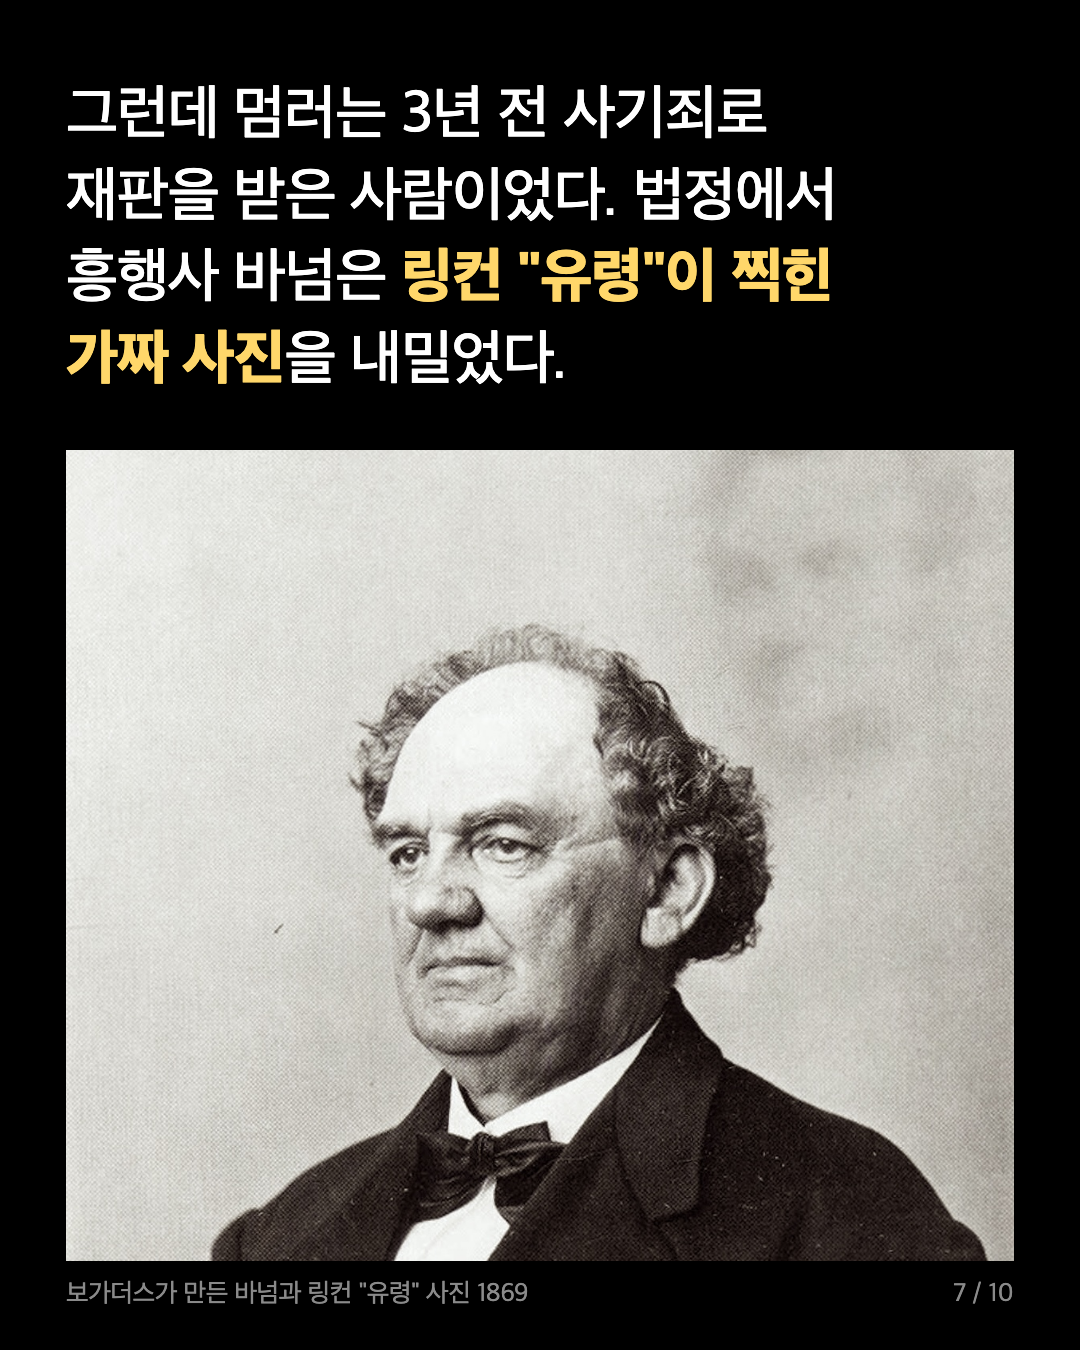 그런데 멈러는 3년 전 사기죄로
재판을 받은 사람이었다. 법정에서
흥행사 바넘은 링컨 "유령"이 찍힌
가짜 사진을 내밀었다.
보가더스가 만든 바넘과 링컨 "유령" 사진 1869
7 / 10